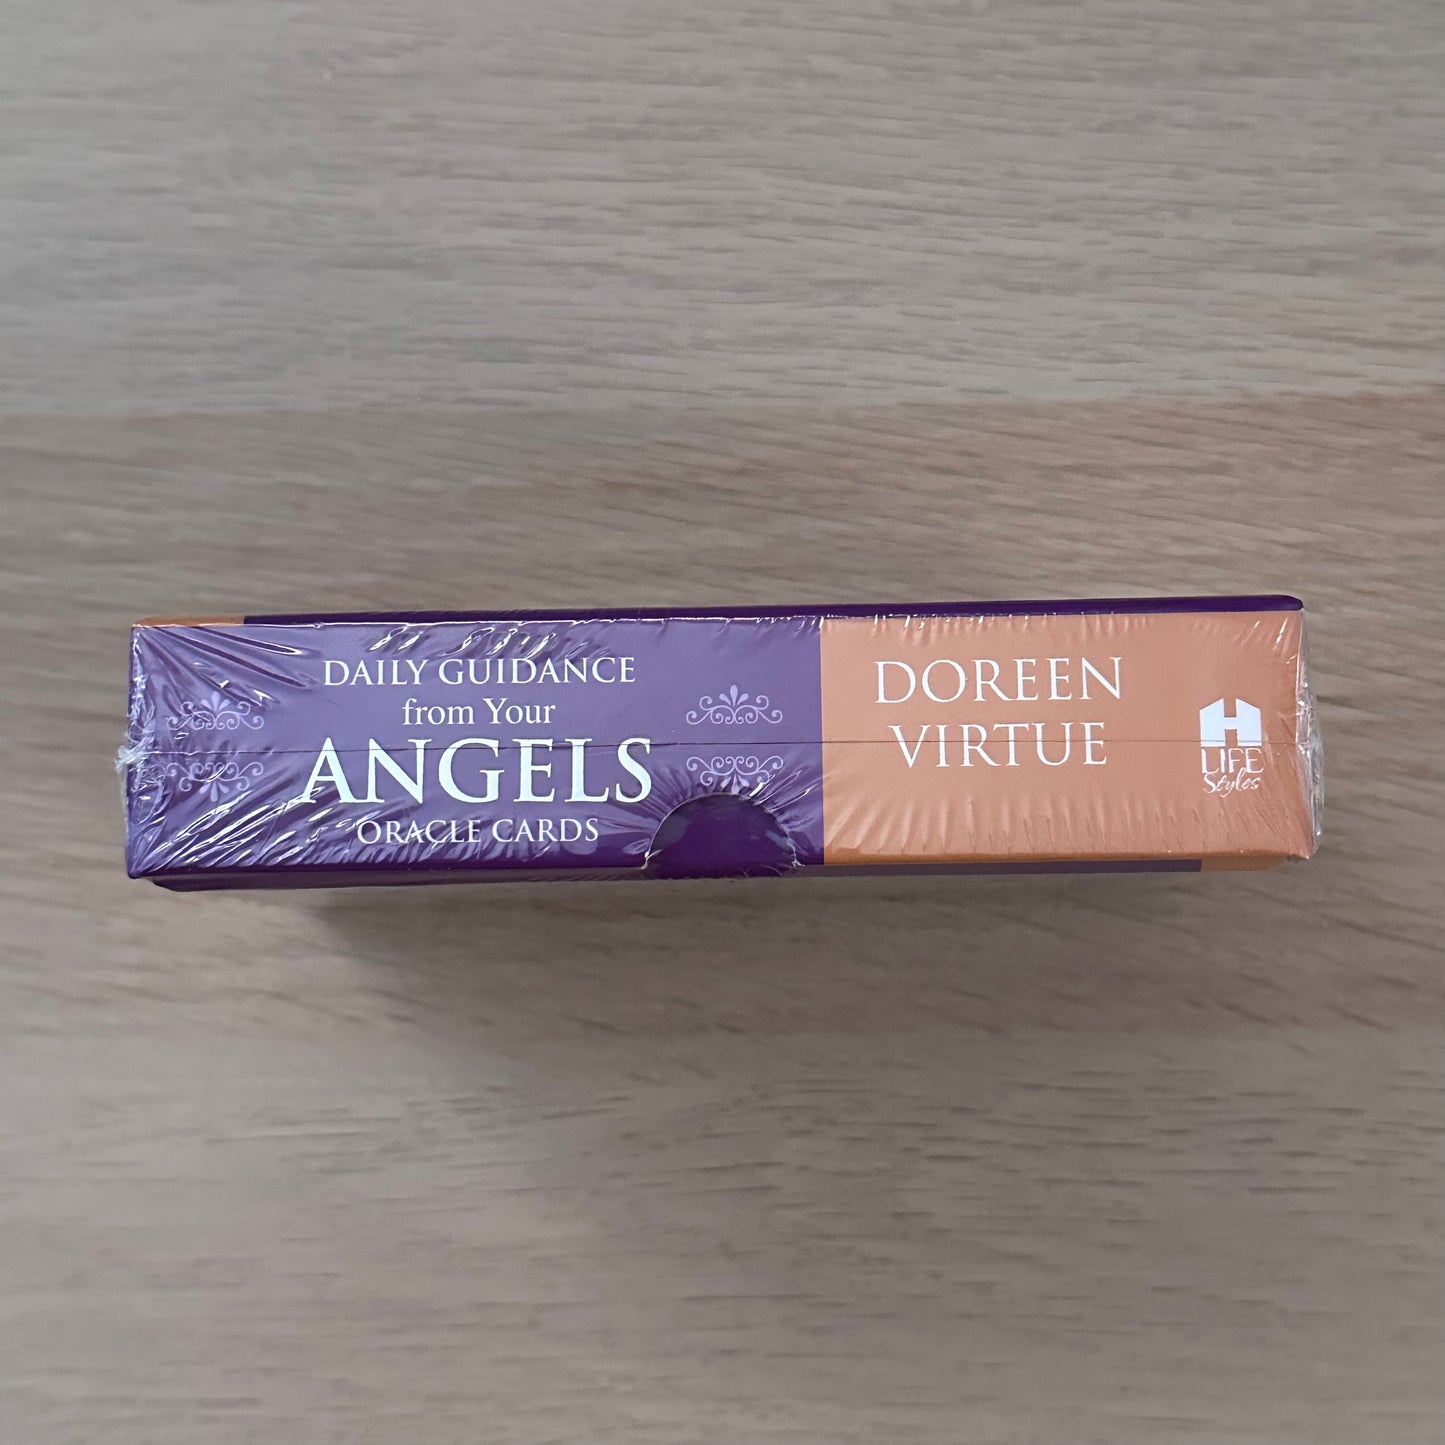 DAILY GUIDANCE
from Your
ANGELS
ORACLE CARDS
DOREEN
VIRTUE
H
LIFE
Styles